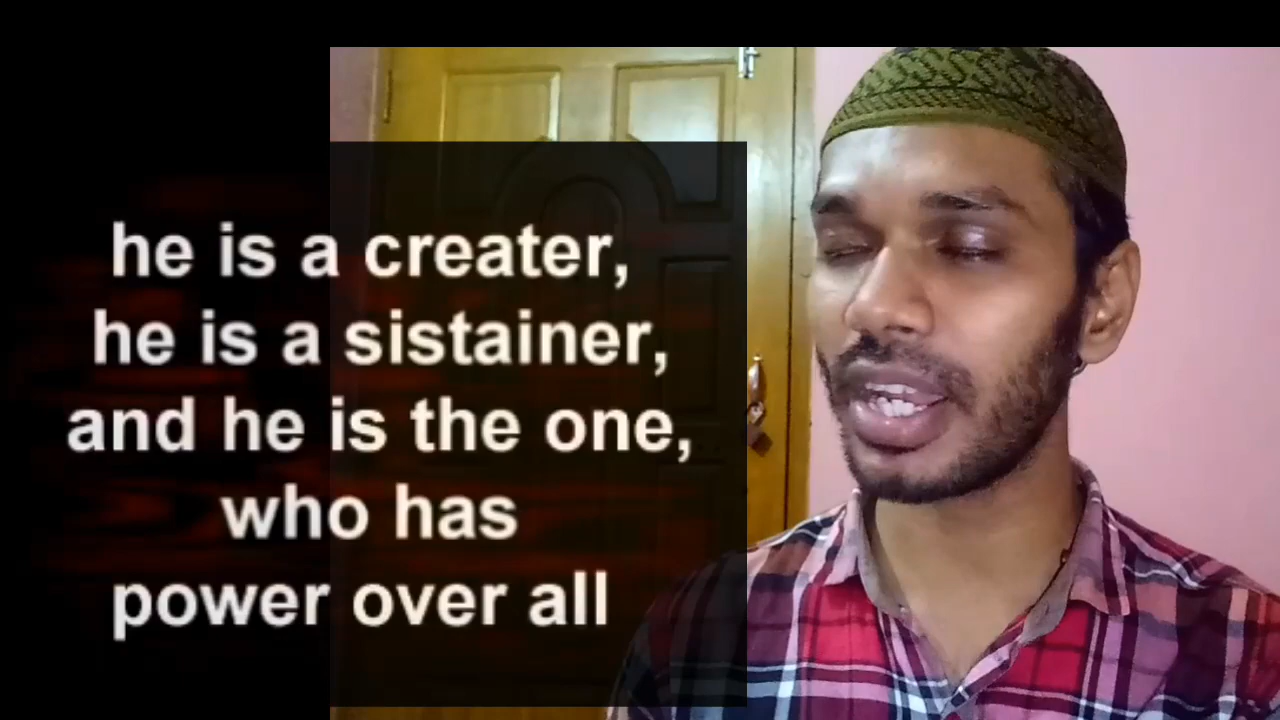 he is a creater,
he is a sistainer,
and he is the one,
who has
power over all